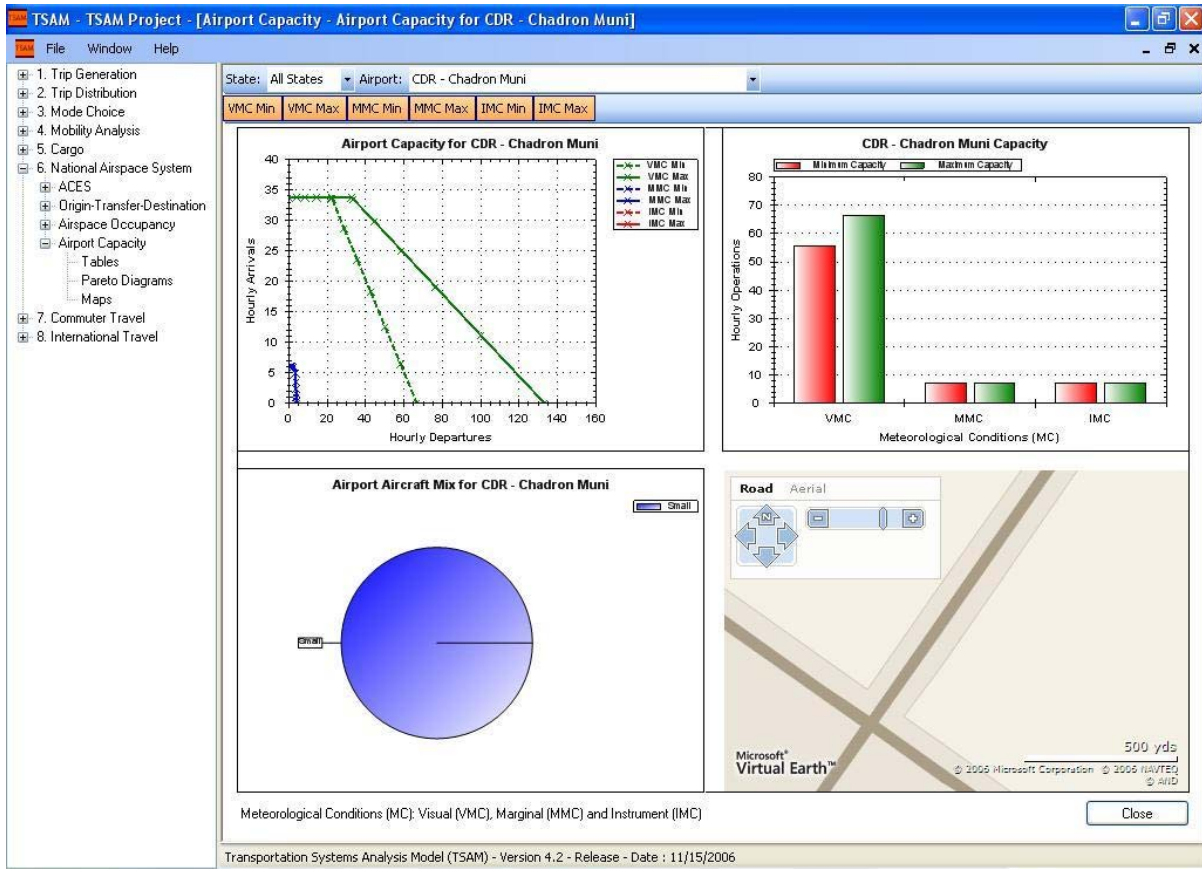 TSAM - TSAM Project - [Airport Capacity - Airport Capacity for CDR - Chadron Muni]
TSAM File Window Help
1. Trip Generation
2. Trip Distribution
3. Mode Choice
4. Mobility Analysis
5. Cargo
6. National Airspace System
ACES
Origin-Transfer-Destination
Airspace Occupancy
Airport Capacity
Tables
Pareto Diagrams
Maps
7. Commuter Travel
8. International Travel
State: All States Airport: CDR - Chadron Muni
VMC Min VMC Max MMC Min MMC Max IMC Min IMC Max
Airport Capacity for CDR - Chadron Muni
VMC Min
VMC Max
MMC Min
MMC Max
IMC Min
IMC Max
40
35
30
25
20
15
10
5
0
Hourly Arrivals
0 20 40 60 80 100 120 140 160
Hourly Departures
CDR - Chadron Muni Capacity
Minimum Capacity Maximum Capacity
80
70
60
50
40
30
20
10
0
Hourly Operations
VMC MMC IMC
Meteorological Conditions (MC)
Airport Aircraft Mix for CDR - Chadron Muni
Small
Small
Road Aerial
N
500 yds
Microsoft®
Virtual Earth™
© 2006 Microsoft Corporation © 2006 NAVTEQ
© AND
Meteorological Conditions (MC): Visual (VMC), Marginal (MMC) and Instrument (IMC)
Close
Transportation Systems Analysis Model (TSAM) - Version 4.2 - Release - Date : 11/15/2006